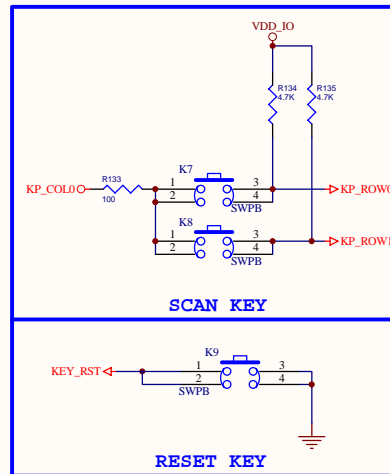 VDD_IO
R134
4.7K
R135
4.7K
K7
R133
100
KP_COL0
1
2
3
4
SWPB
KP_ROW0
K8
1
2
3
4
SWPB
KP_ROW1
SCAN KEY
K9
KEY_RST
1
2
3
4
SWPB
RESET KEY